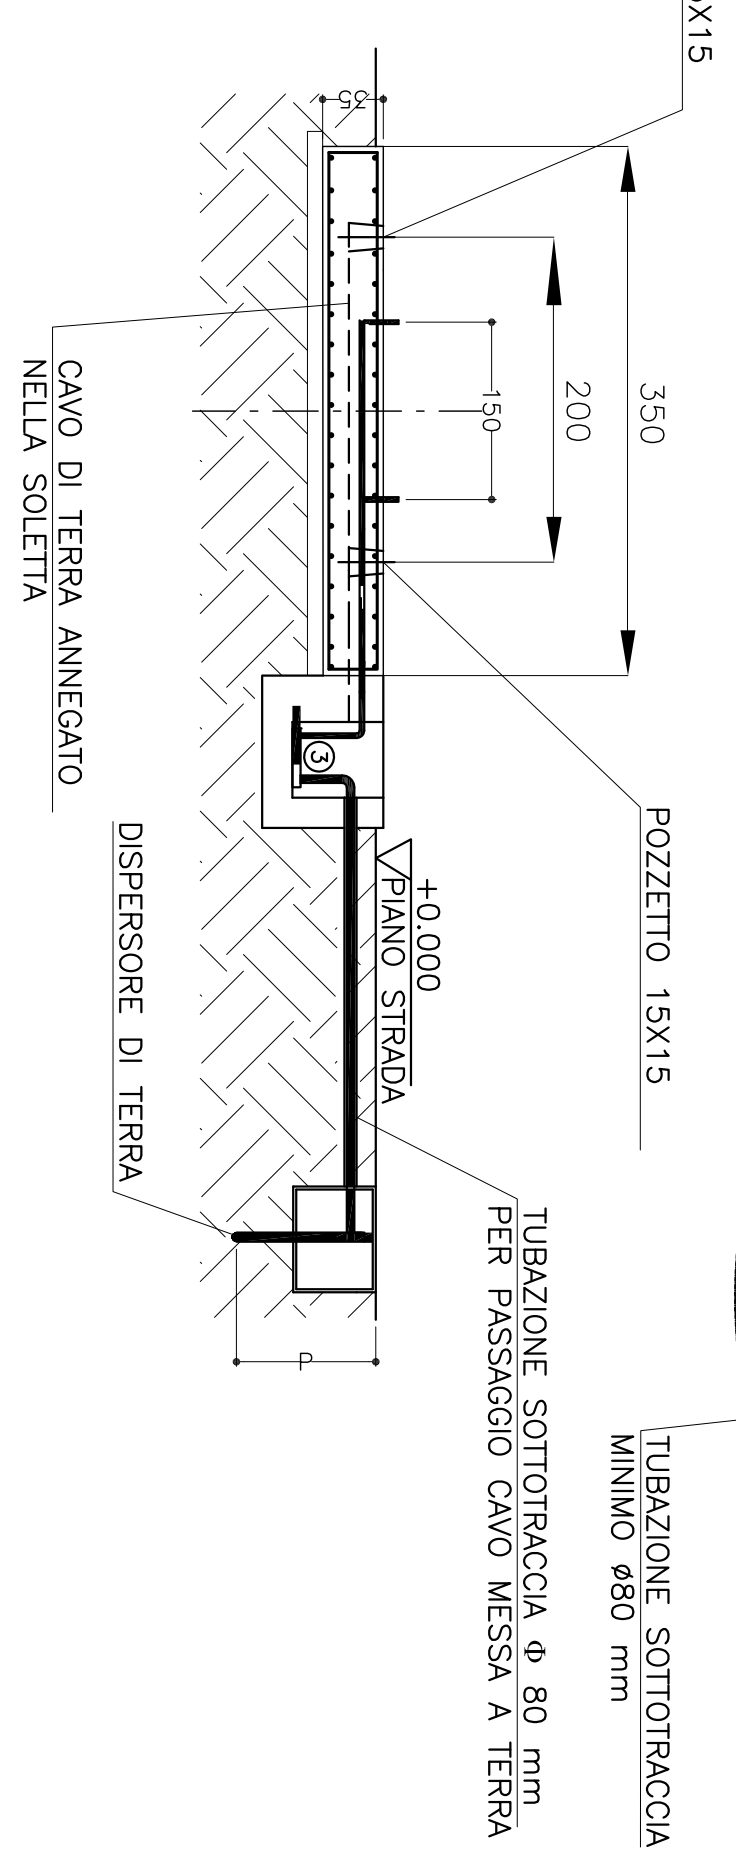 350
200
150
35
POZZETTO 15X15
+0.000
PIANO STRADA
3
CAVO DI TERRA ANNEGATO
NELLA SOLETTA
DISPERSORE DI TERRA
P
TUBAZIONE SOTTOTRACCIA Φ 80 mm
PER PASSAGGIO CAVO MESSA A TERRA
TUBAZIONE SOTTOTRACCIA
MINIMO ø80 mm
X15